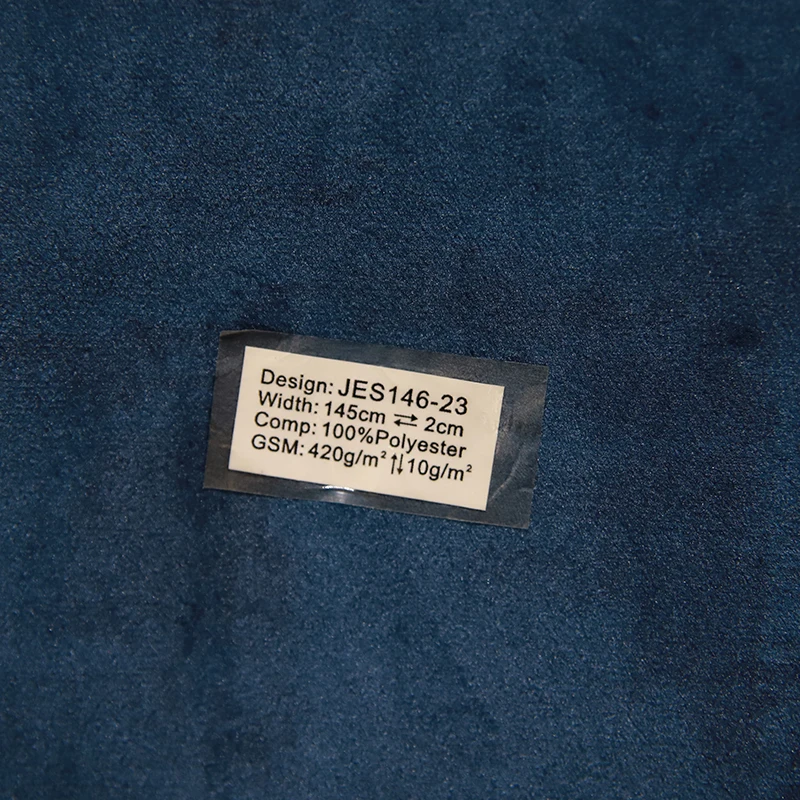 Design: JES146-23
Width: 145cm ⇄ 2cm
Comp: 100%Polyester
GSM: 420g/m²⇅10g/m²